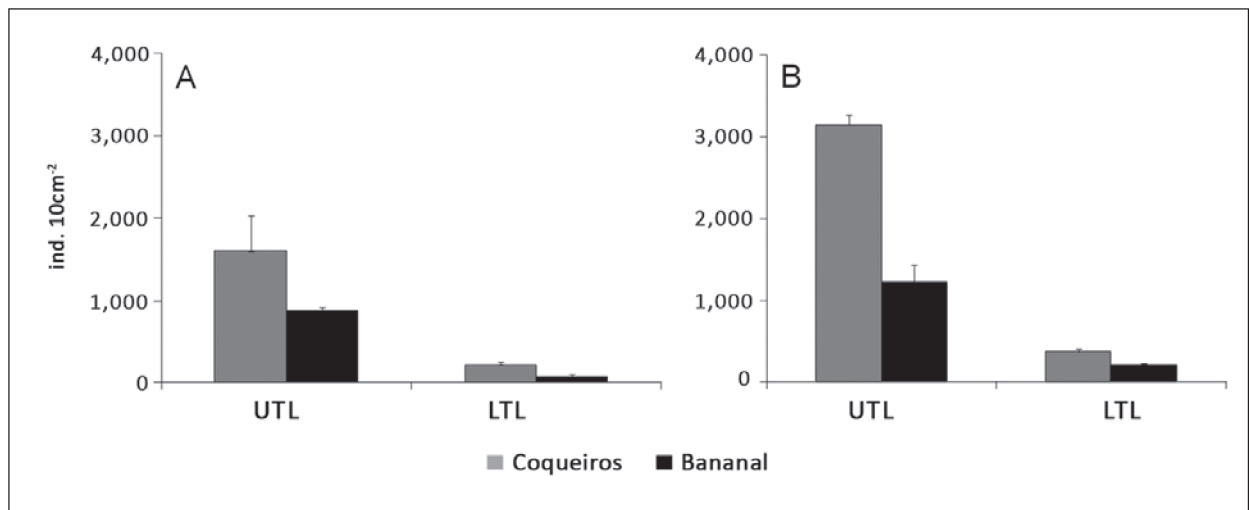 A
B
4,000
3,000
2,000
1,000
0
ind. 10cm⁻²
UTL
LTL
4,000
3,000
2,000
1,000
0
UTL
LTL
Coqueiros
Bananal